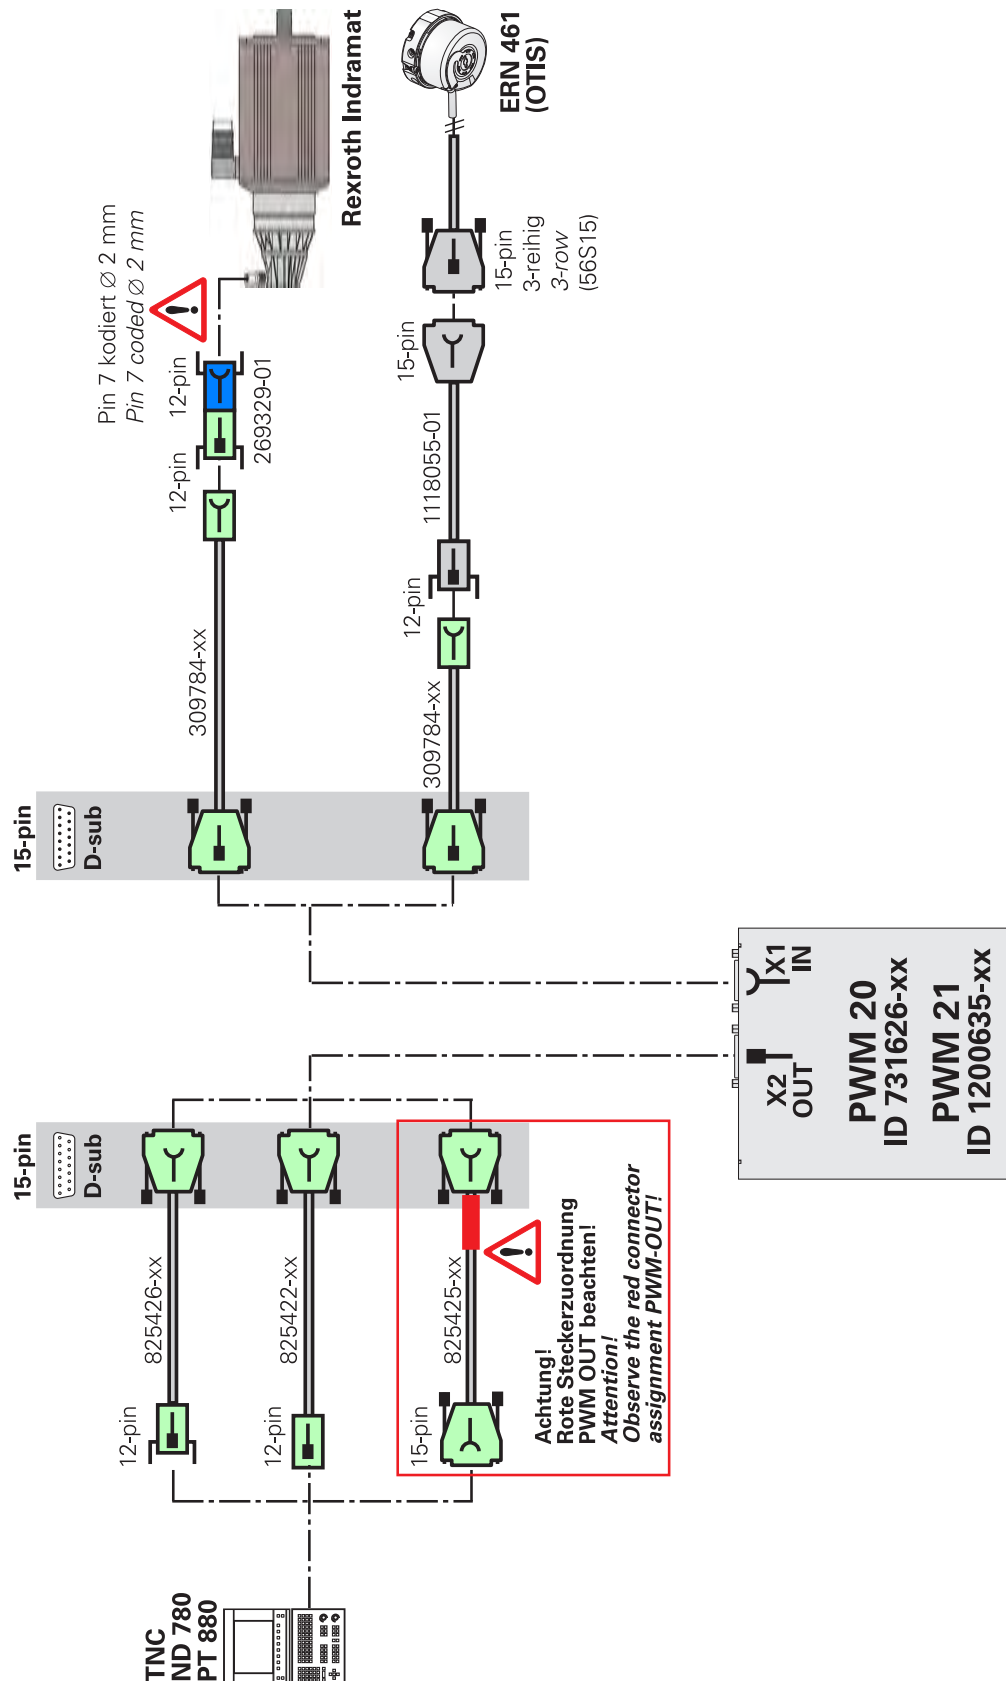 TNC
ND 780
PT 880
12-pin
825426-xx
12-pin
825422-xx
15-pin
825425-xx
Achtung!
Rote Steckerzuordnung
PWM OUT beachten!
Attention!
Observe the red connector
assignment PWM-OUT!
15-pin
D-sub
X2
OUT
X1
IN
PWM 20
ID 731626-xx
PWM 21
ID 1200635-xx
15-pin
D-sub
309784-xx
12-pin
269329-01
12-pin
Pin 7 kodiert Ø 2 mm
Pin 7 coded Ø 2 mm
Rexroth Indramat
309784-xx
12-pin
1118055-01
15-pin
15-pin
3-reihig
3-row
(56S15)
ERN 461
(OTIS)